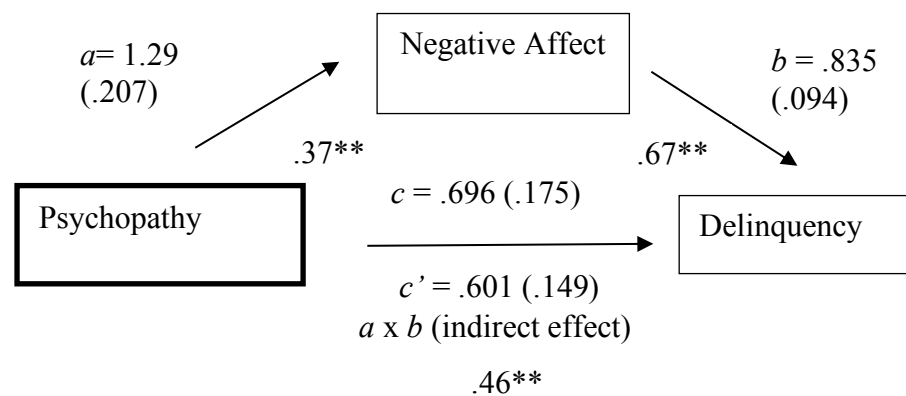 Negative Affect
a= 1.29
(.207)
b = .835
(.094)
.37**
.67**
Psychopathy
c = .696 (.175)
Delinquency
c’ = .601 (.149)
a x b (indirect effect)
.46**